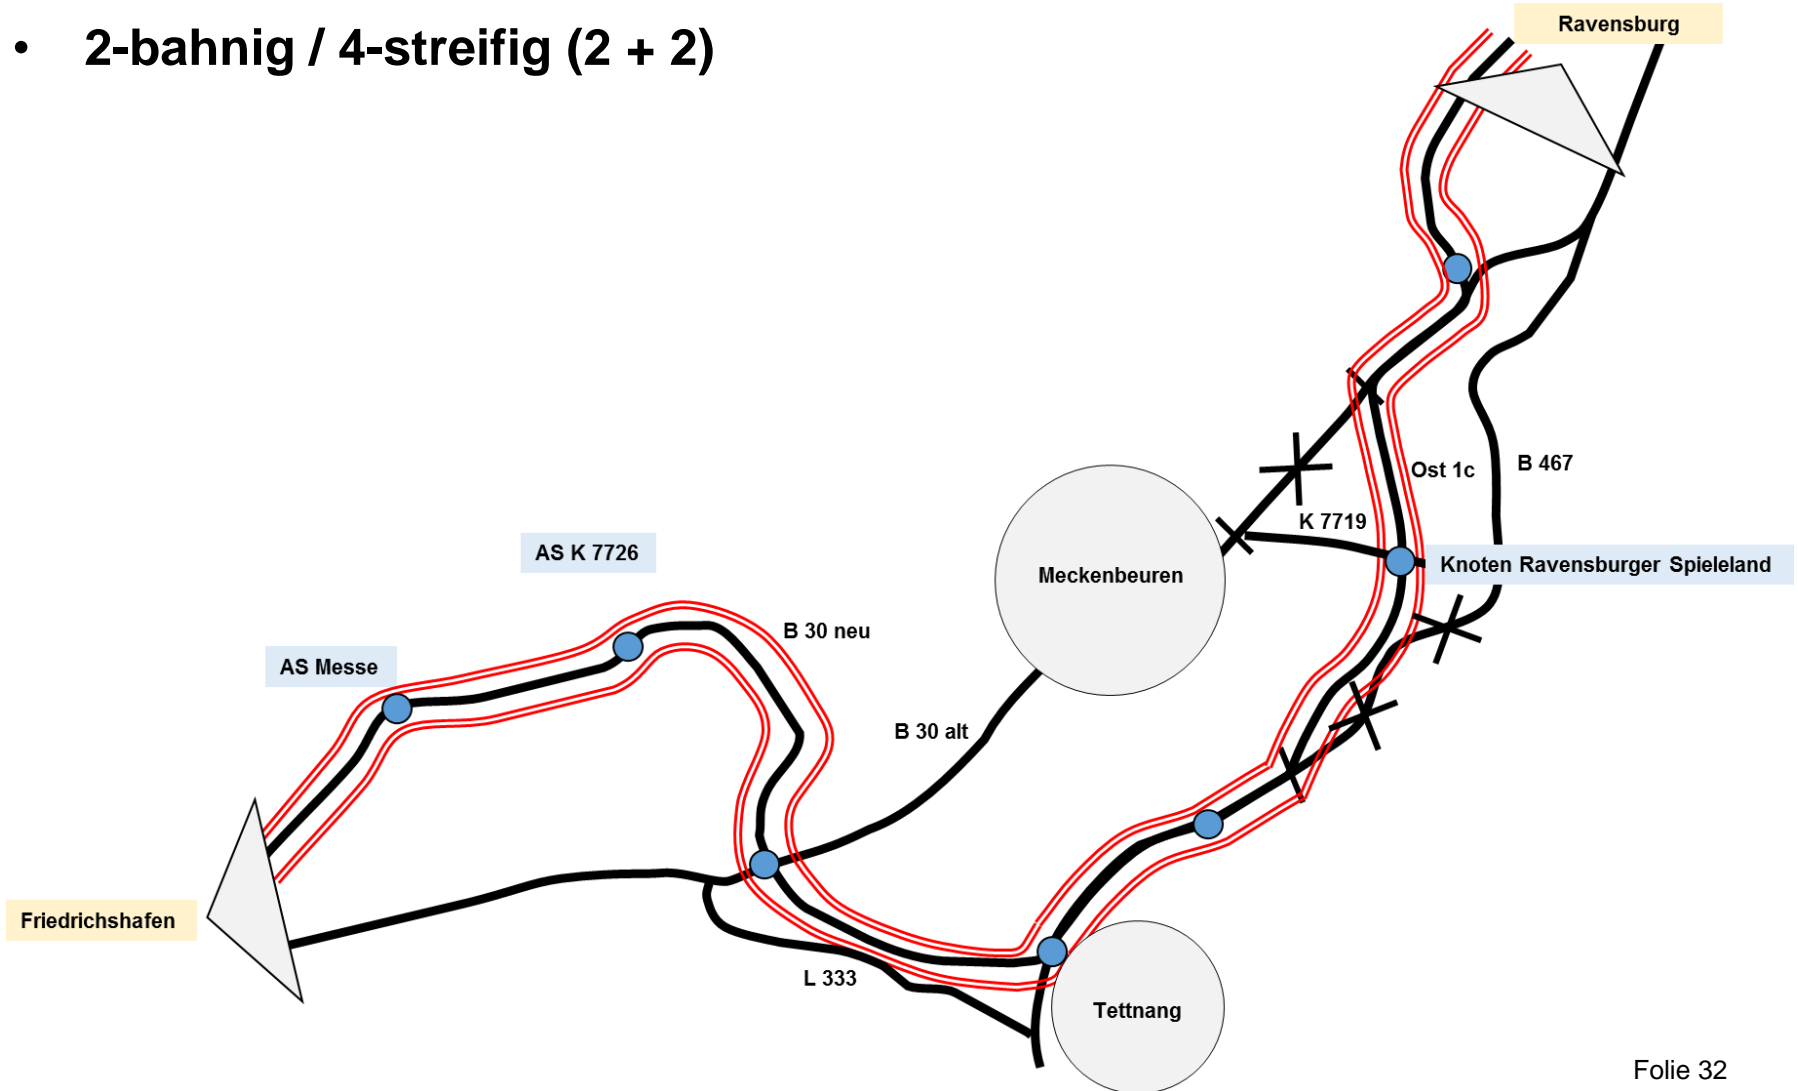 • 2-bahnig / 4-streifig (2 + 2)
Ravensburg
Ost 1c
B 467
K 7719
AS K 7726
Knoten Ravensburger Spieleland
Meckenbeuren
B 30 neu
AS Messe
B 30 alt
Friedrichshafen
L 333
Tettnang
Folie 32